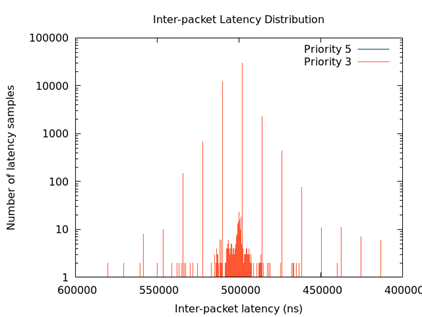 Inter-packet Latency Distribution
Number of latency samples
100000
10000
1000
100
10
1
Priority 5
Priority 3
600000 550000 500000 450000 400000
Inter-packet latency (ns)